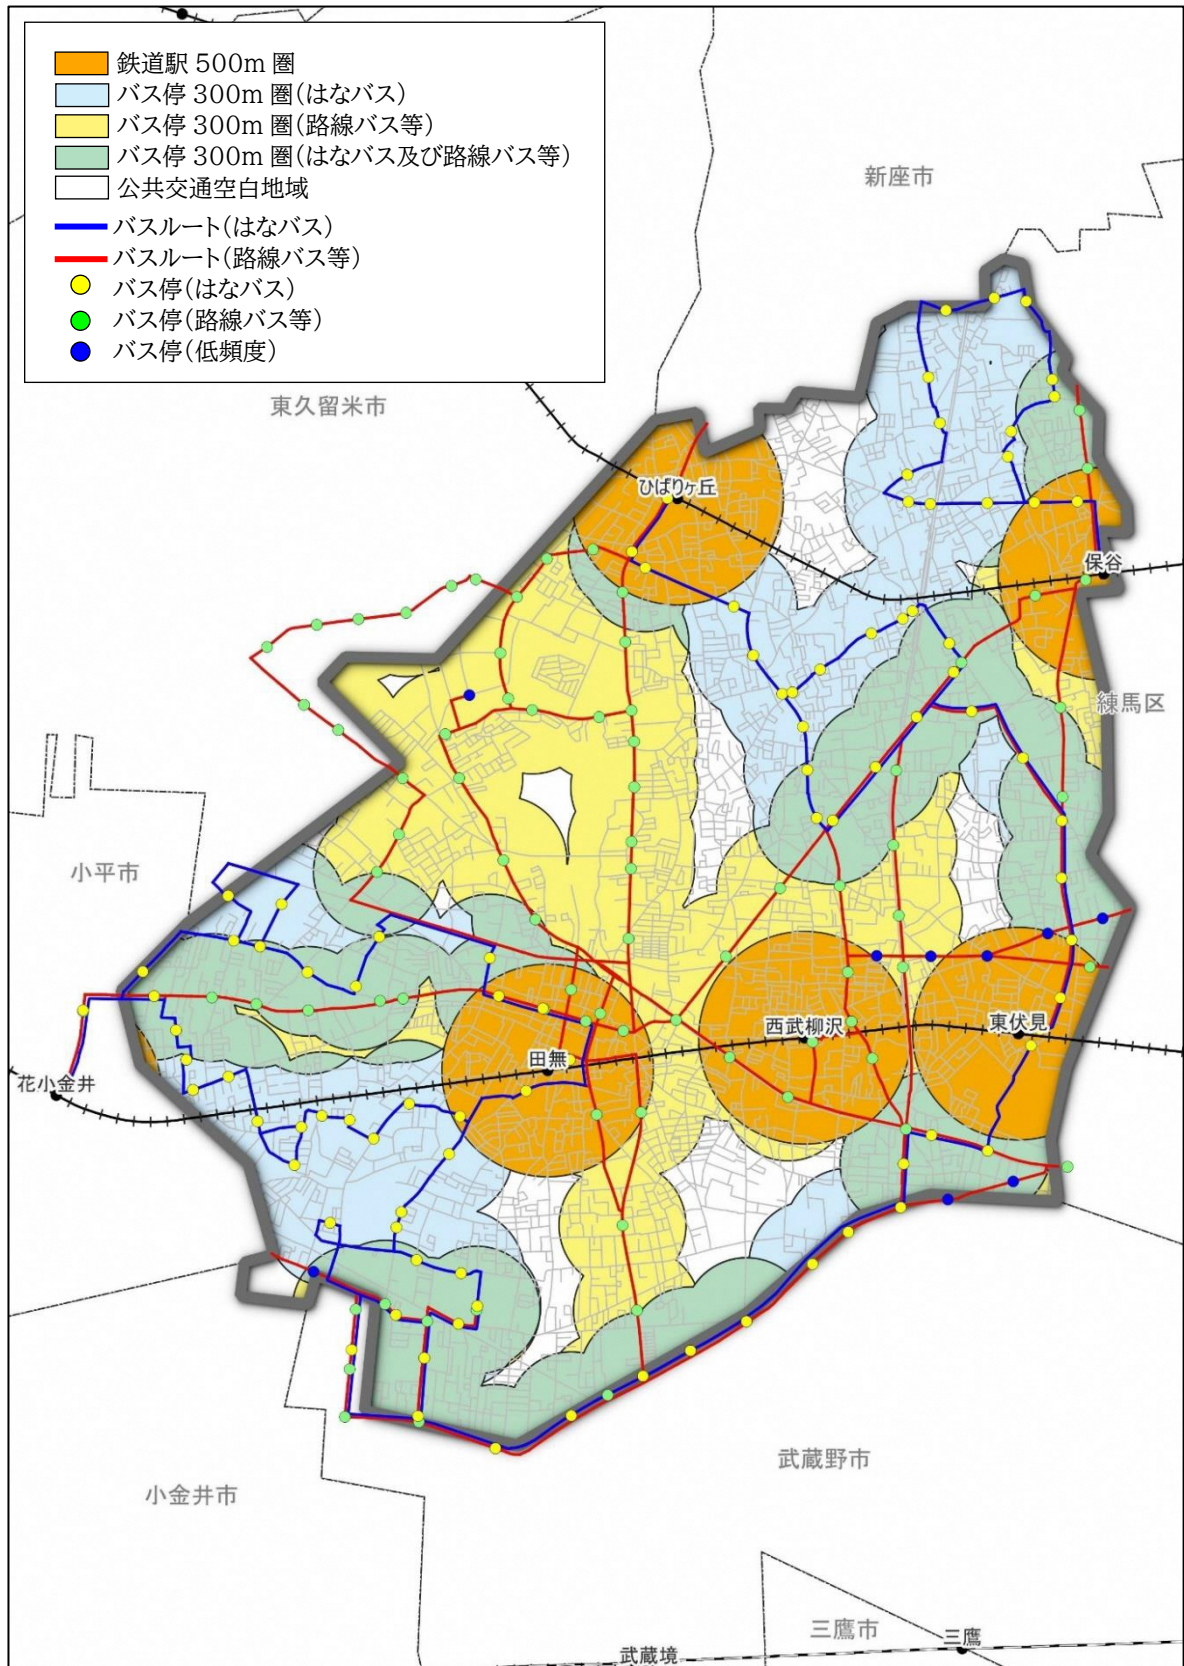 鉄道駅 500m 圏
バス停 300m 圏(はなバス)
バス停 300m 圏(路線バス等)
バス停 300m 圏(はなバス及び路線バス等)
公共交通空白地域
バスルート(はなバス)
バスルート(路線バス等)
バス停(はなバス)
バス停(路線バス等)
バス停(低頻度)
新座市
東久留米市
ひばりヶ丘
保谷
練馬区
小平市
西武柳沢
東伏見
田無
花小金井
武蔵野市
小金井市
三鷹市
三鷹
武蔵境